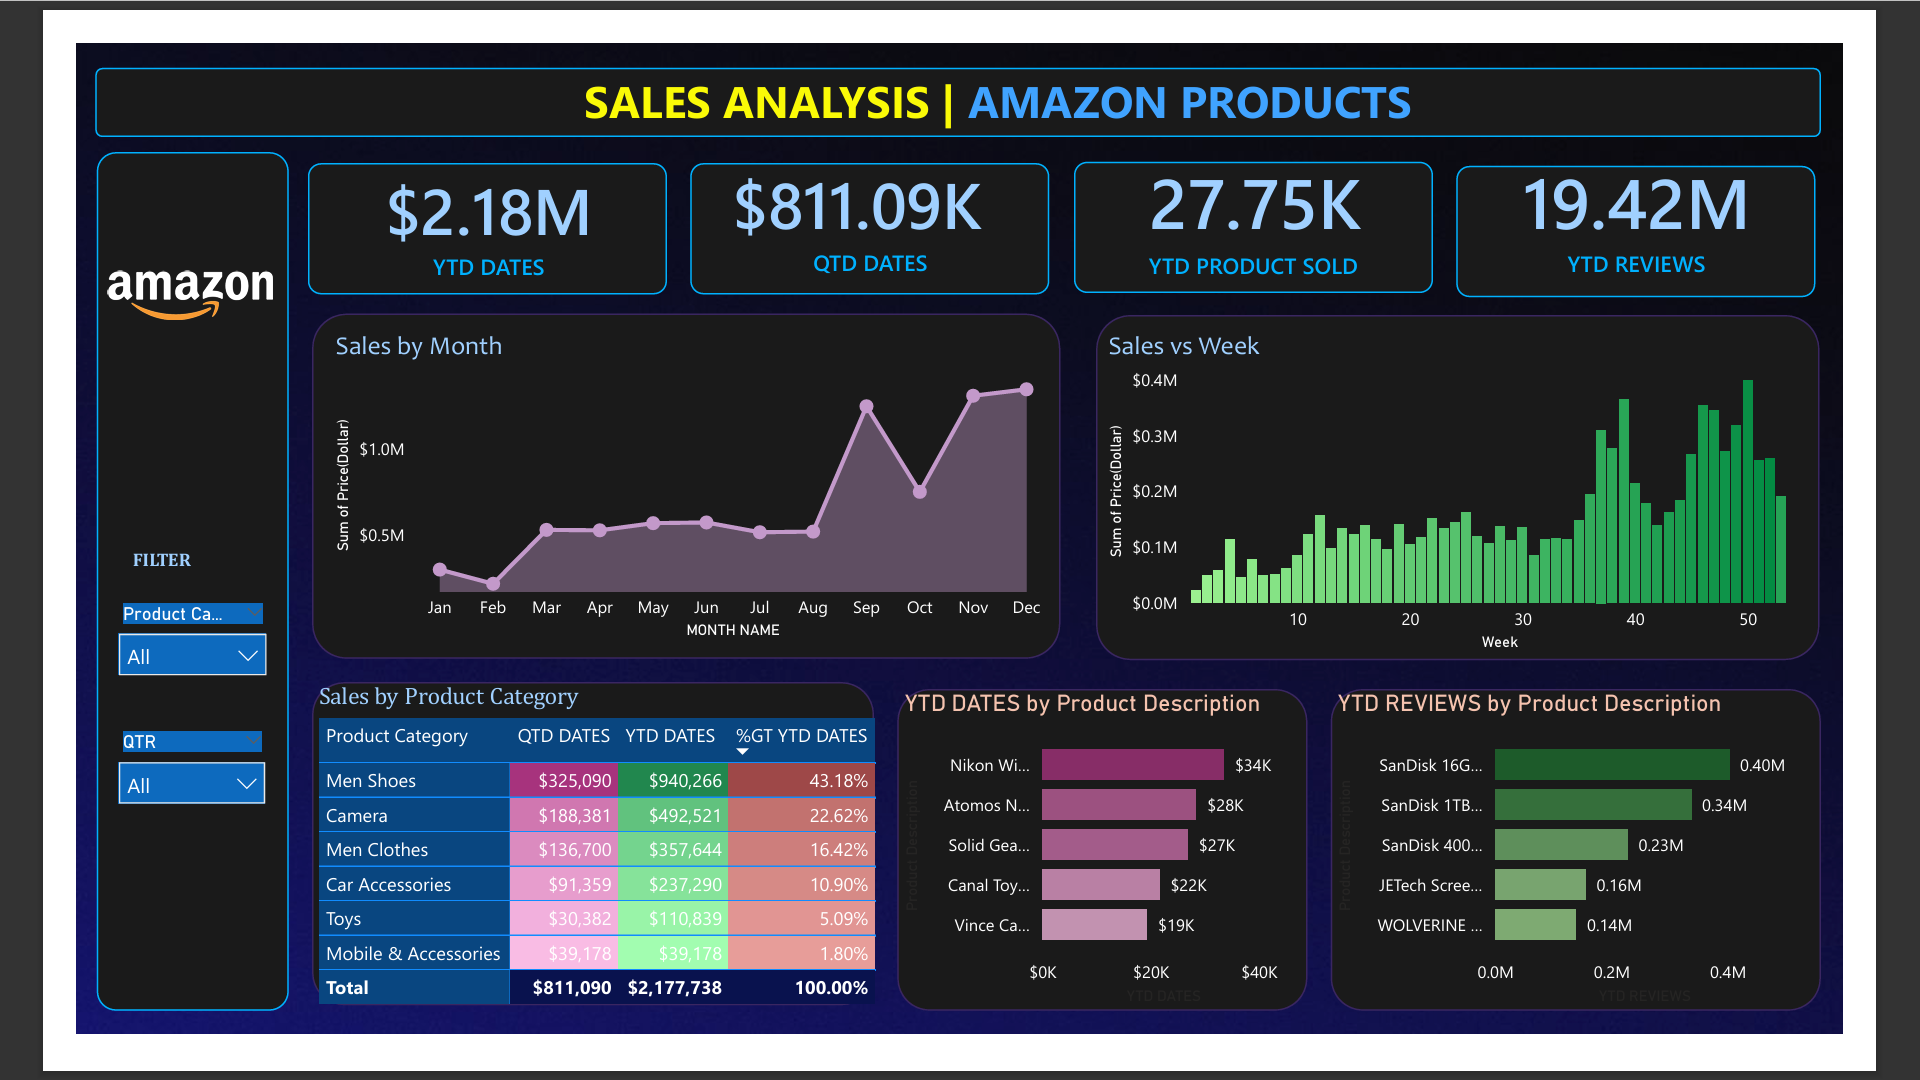 SALES ANALYSIS | AMAZON PRODUCTS
amazon
FILTER
Product Ca...
All
QTR
All
$2.18M
YTD DATES
$811.09K
QTD DATES
27.75K
YTD PRODUCT SOLD
19.42M
YTD REVIEWS
Sales by Month
Sum of Price(Dollar)
$1.0M
$0.5M
Jan Feb Mar Apr May Jun Jul Aug Sep Oct Nov Dec
MONTH NAME
Sales vs Week
Sum of Price(Dollar)
$0.4M
$0.3M
$0.2M
$0.1M
$0.0M
10 20 30 40 50
Week
Sales by Product Category
Product Category QTD DATES YTD DATES %GT YTD DATES
Men Shoes $325,090 $940,266 43.18%
Camera $188,381 $492,521 22.62%
Men Clothes $136,700 $357,644 16.42%
Car Accessories $91,359 $237,290 10.90%
Toys $30,382 $110,839 5.09%
Mobile & Accessories $39,178 $39,178 1.80%
Total $811,090 $2,177,738 100.00%
YTD DATES by Product Description
Product Description
Nikon Wi... $34K
Atomos N... $28K
Solid Gea... $27K
Canal Toy... $22K
Vince Ca... $19K
$0K $20K $40K
YTD DATES
YTD REVIEWS by Product Description
Product Description
SanDisk 16G... 0.40M
SanDisk 1TB... 0.34M
SanDisk 400... 0.23M
JETech Scree... 0.16M
WOLVERINE ... 0.14M
0.0M 0.2M 0.4M
YTD REVIEWS